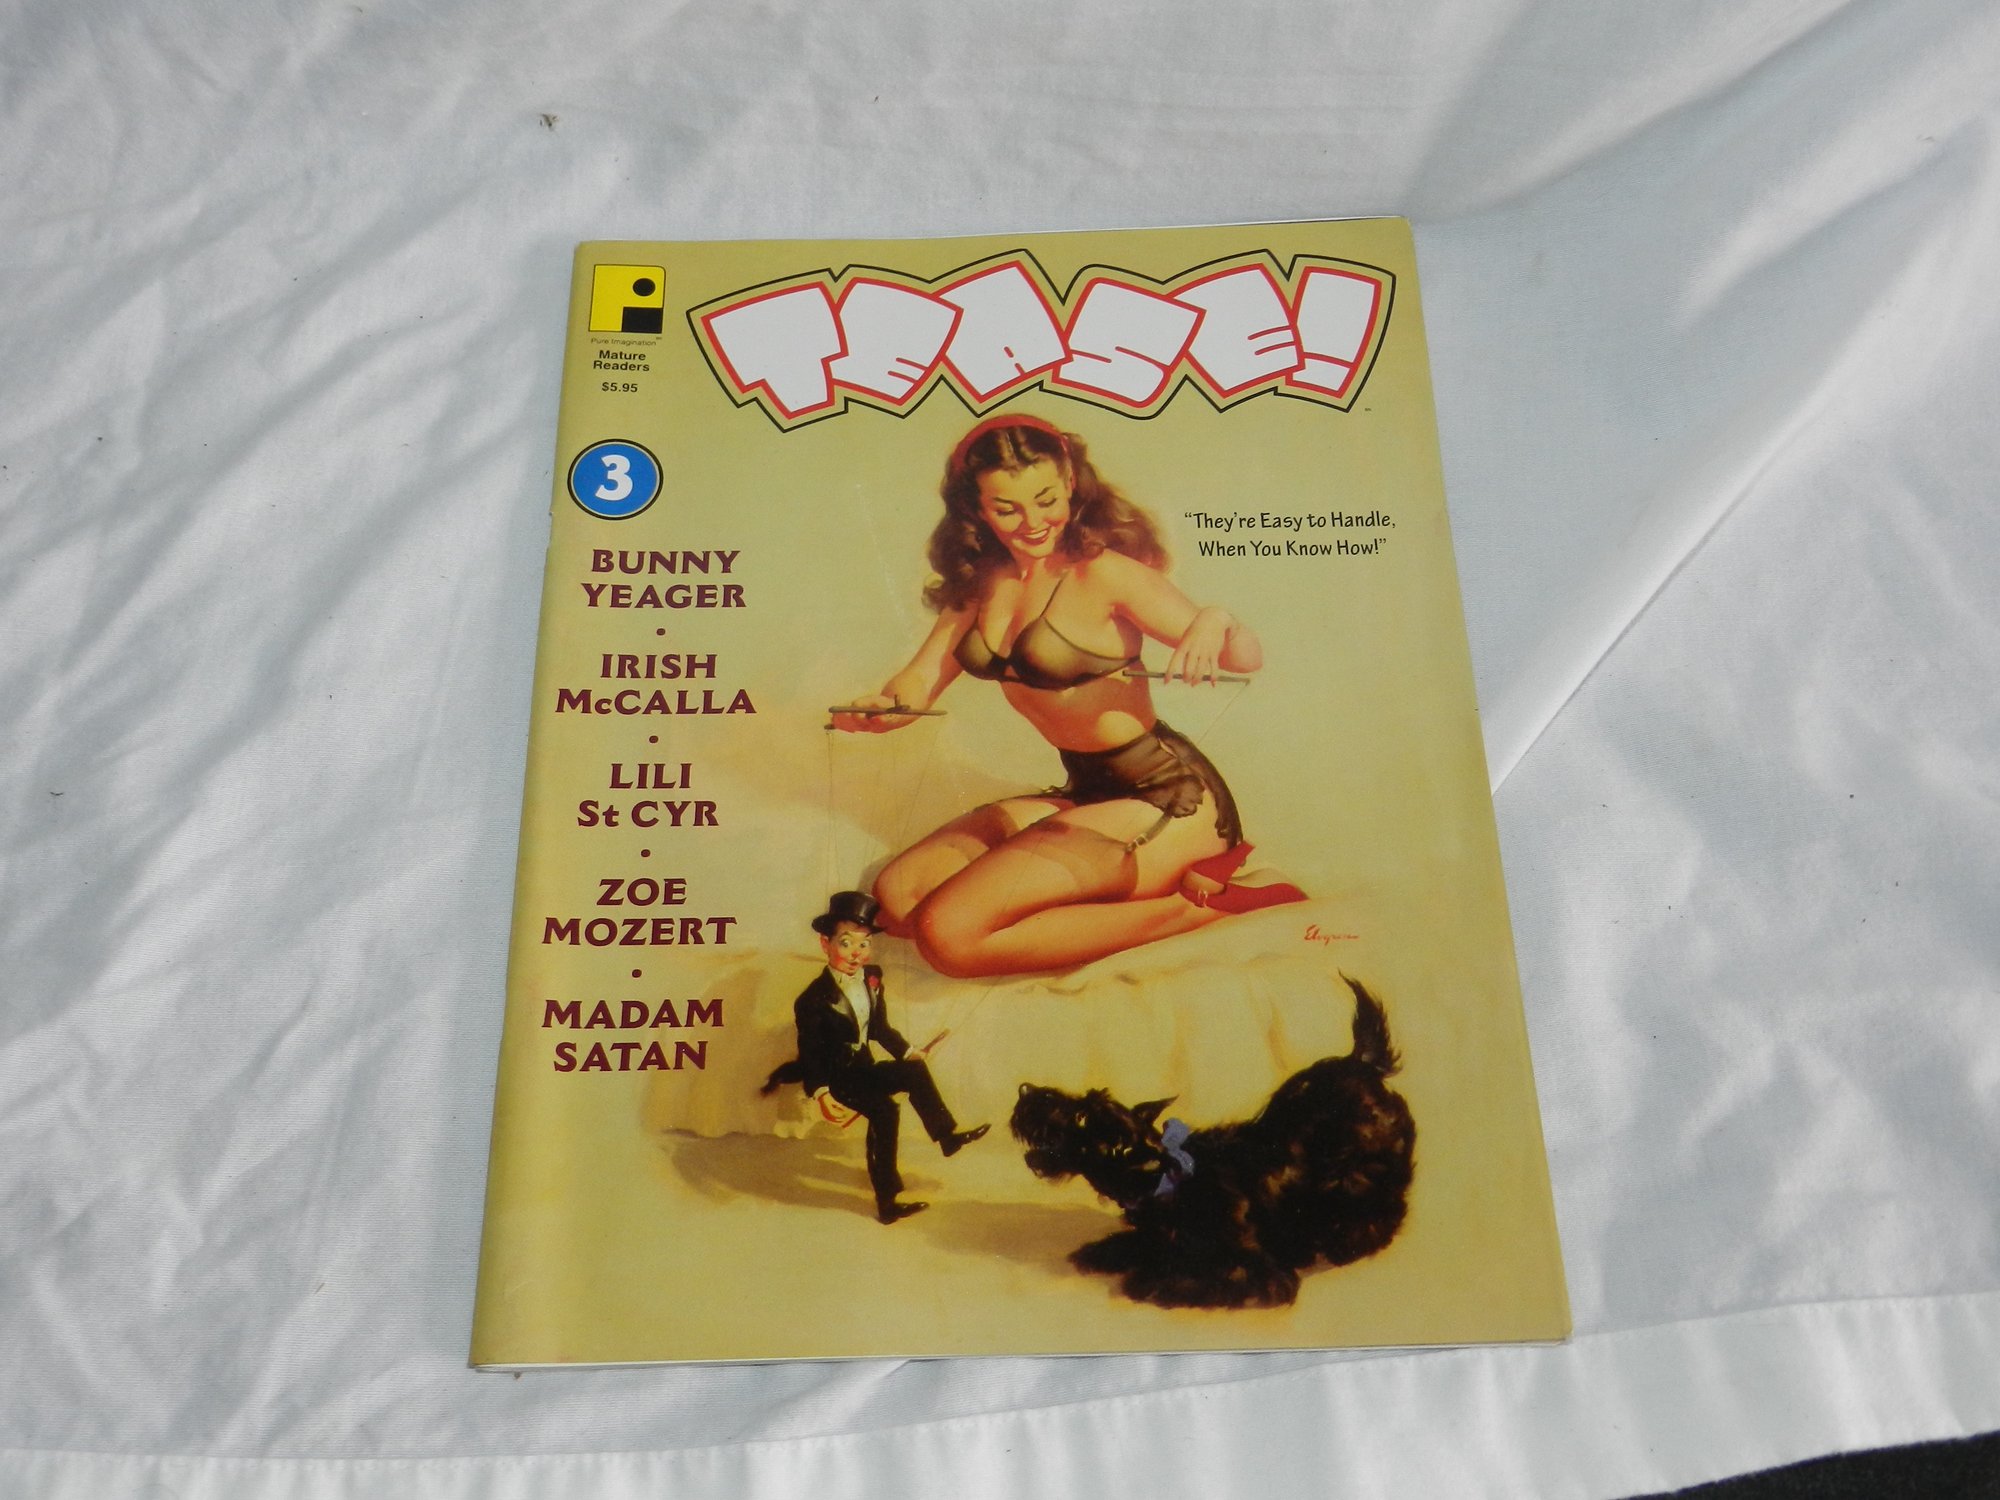 TEASE!
Pure Imagination
Mature
Readers
$5.95
3
BUNNY
YEAGER
•
IRISH
McCALLA
•
LILI
St CYR
•
ZOE
MOZERT
•
MADAM
SATAN
“They're Easy to Handle,
When You Know How!”
Elvgren